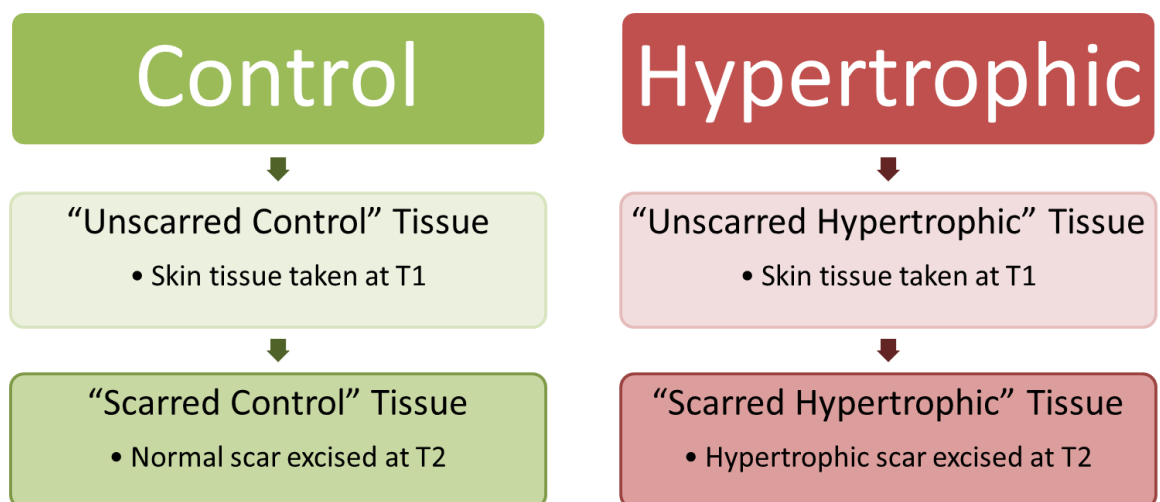 Control
“Unscarred Control” Tissue
• Skin tissue taken at T1
“Scarred Control” Tissue
• Normal scar excised at T2
Hypertrophic
“Unscarred Hypertrophic” Tissue
• Skin tissue taken at T1
“Scarred Hypertrophic” Tissue
• Hypertrophic scar excised at T2